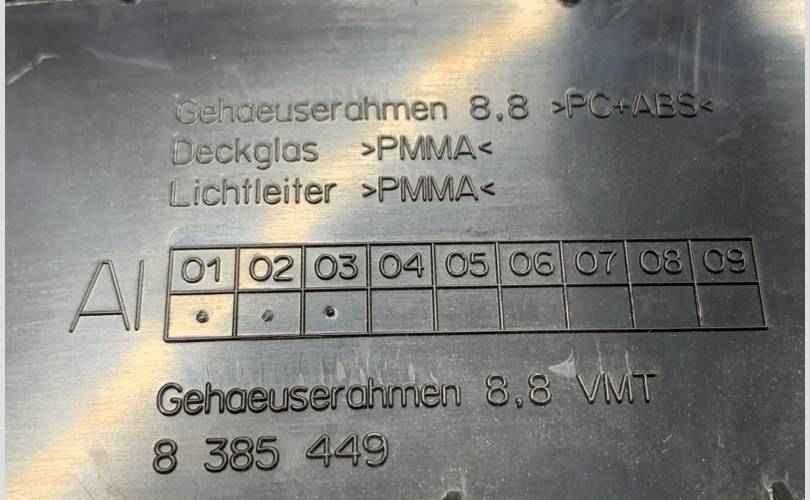 Gehaeuserahmen 8,8 >PC+ABS<
Deckglas >PMMA<
Lichtleiter >PMMA<
AI 01 02 03 04 05 06 07 08 09
Gehaeuserahmen 8,8 VMT
8 385 449